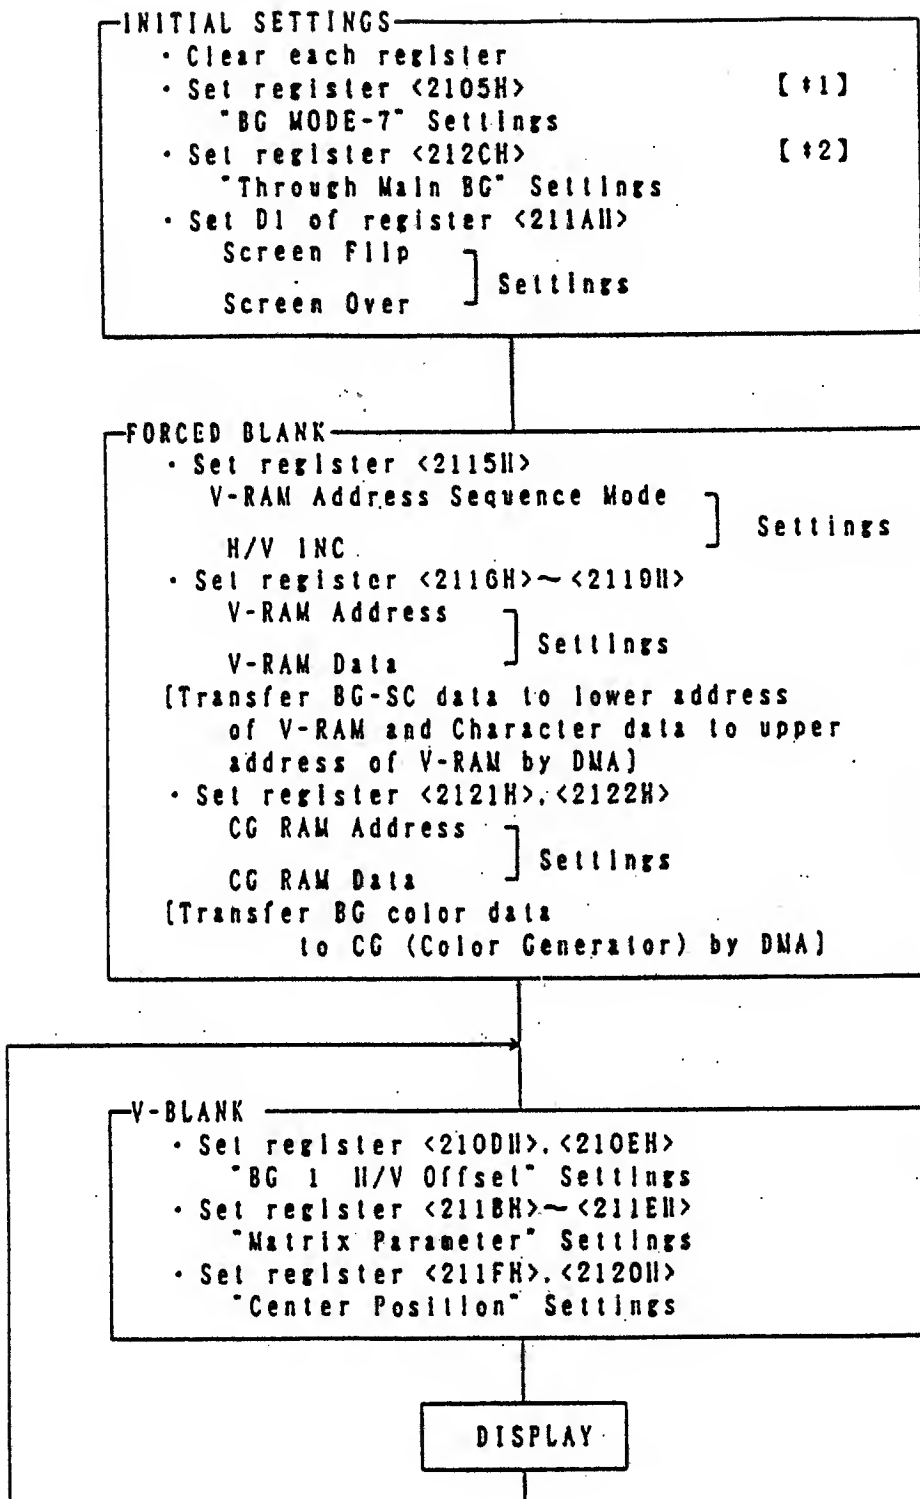 INITIAL SETTINGS
· Clear each register
· Set register <2105H> [*1]
"BG MODE-7" Settings
· Set register <212CH> [*2]
"Through Main BG" Settings
· Set D1 of register <211AH>
Screen Flip
Settings
Screen Over
FORCED BLANK
· Set register <2115H>
V-RAM Address Sequence Mode
Settings
H/V INC
· Set register <2116H>~<2119H>
V-RAM Address
Settings
V-RAM Data
[Transfer BG-SC data to lower address
of V-RAM and Character data to upper
address of V-RAM by DMA]
· Set register <2121H>,<2122H>
CG RAM Address
Settings
CG RAM Data
[Transfer BG color data
to CG (Color Generator) by DMA]
V-BLANK
· Set register <210DH>,<210EH>
"BG 1 H/V Offset" Settings
· Set register <211BH>~<211EH>
"Matrix Parameter" Settings
· Set register <211FH>,<2120H>
"Center Position" Settings
DISPLAY